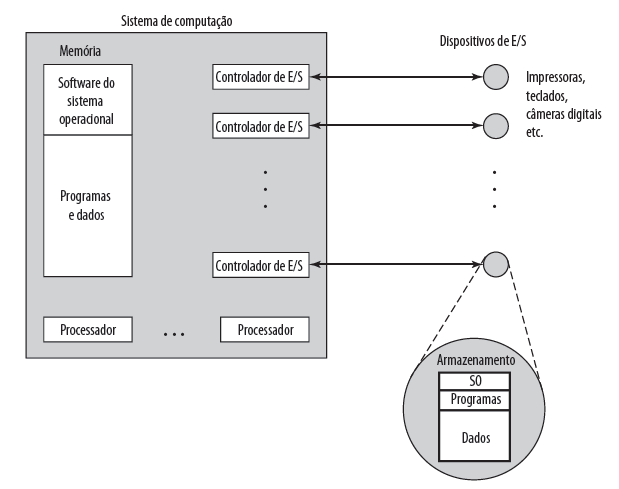 Sistema de computação
Memória
Software do
sistema
operacional
Programas
e dados
Controlador de E/S
Controlador de E/S
Controlador de E/S
Processador
Processador
Dispositivos de E/S
Impressoras,
teclados,
câmeras digitais
etc.
Armazenamento
SO
Programas
Dados